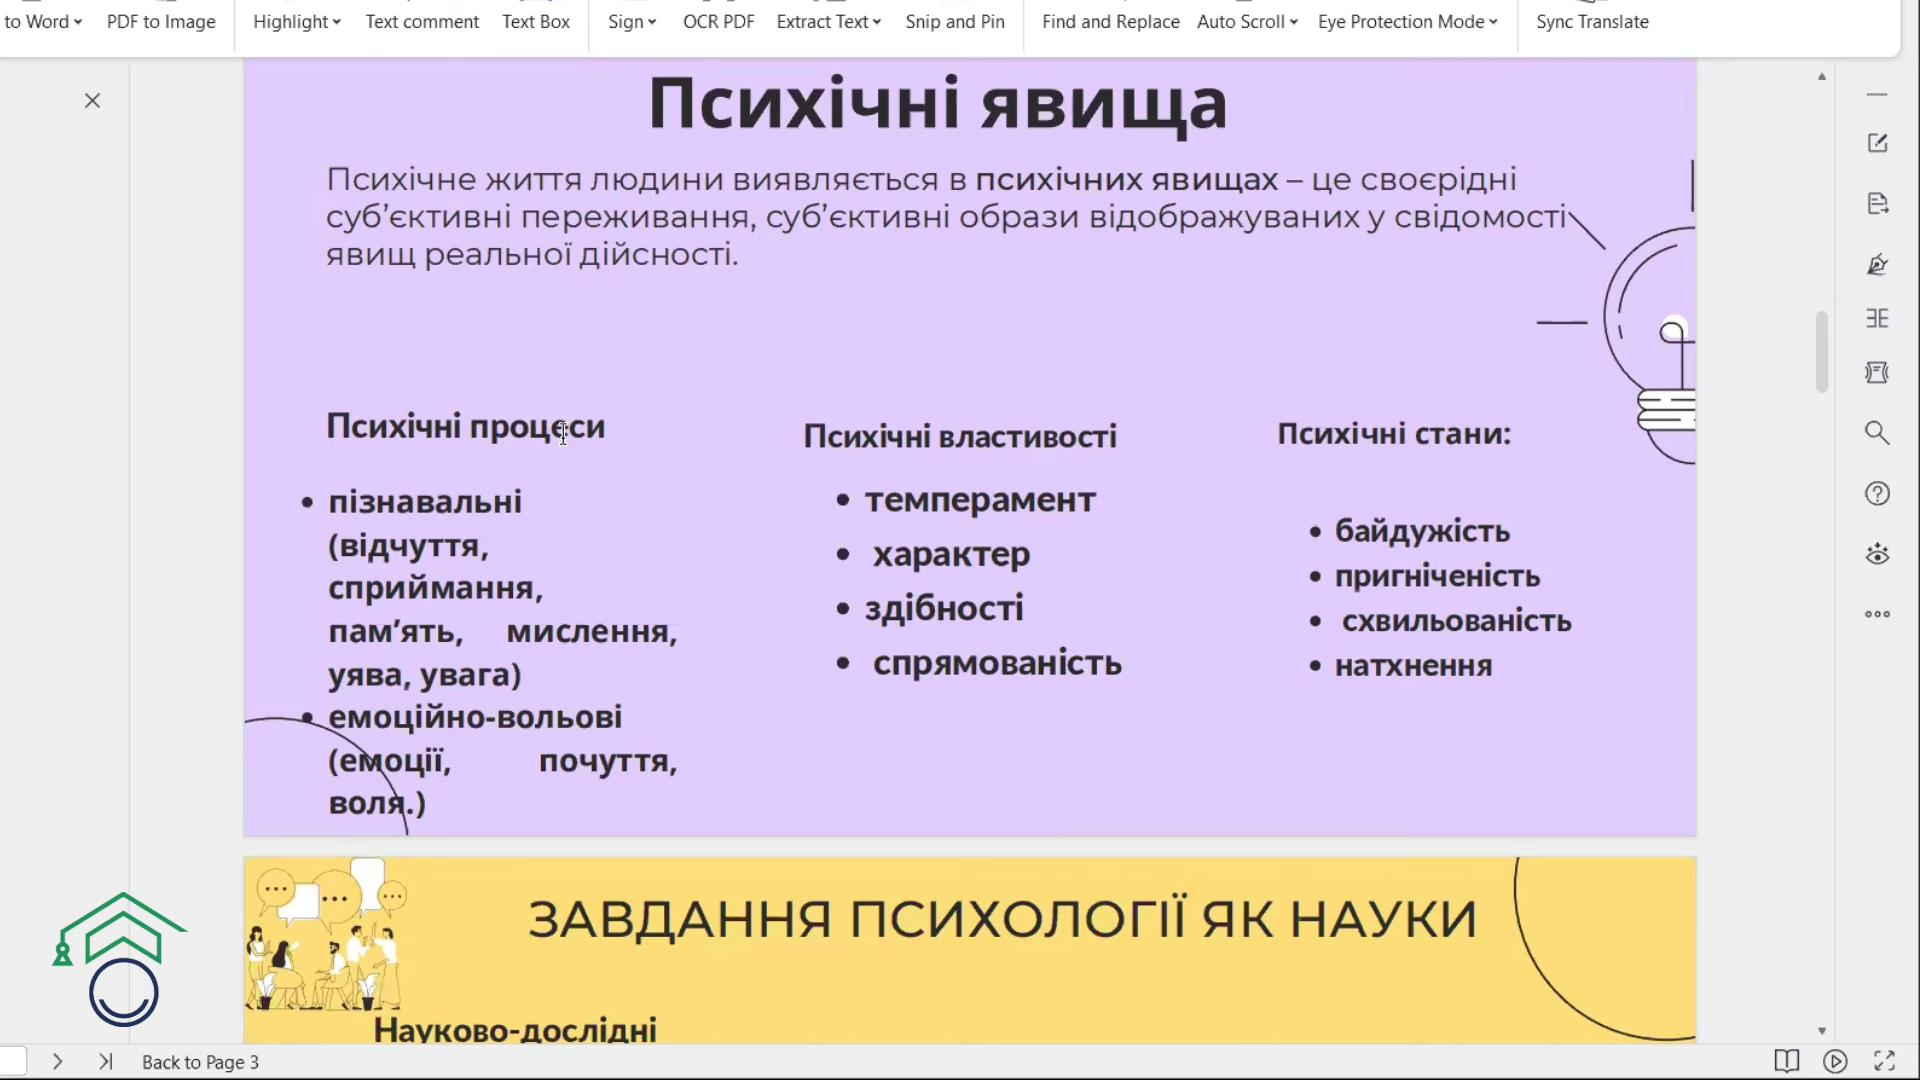 to Word
PDF to Image
Highlight
Text comment
Text Box
Sign
OCR PDF
Extract Text
Snip and Pin
Find and Replace
Auto Scroll
Eye Protection Mode
Sync Translate
Психічні явища
Психічне життя людини виявляється в психічних явищах – це своєрідні
суб’єктивні переживання, суб’єктивні образи відображуваних у свідомості
явищ реальної дійсності.
Психічні процеси
• пізнавальні
(відчуття,
сприймання,
пам’ять, мислення,
уява, увага)
• емоційно-вольові
(емоції, почуття,
воля.)
Психічні властивості
• темперамент
• характер
• здібності
• спрямованість
Психічні стани:
• байдужість
• пригніченість
• схвильованість
• натхнення
ЗАВДАННЯ ПСИХОЛОГІЇ ЯК НАУКИ
Науково-дослідні
Back to Page 3